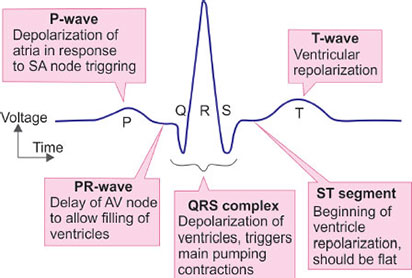 P-wave
Depolarization of
atria in response
to SA node triggring
T-wave
Ventricular
repolarization
Voltage
Time
P
Q
R
S
T
PR-wave
Delay of AV node
to allow filling of
ventricles
QRS complex
Depolarization of
ventricles, triggers
main pumping
contractions
ST segment
Beginning of
ventricle
repolarization,
should be flat